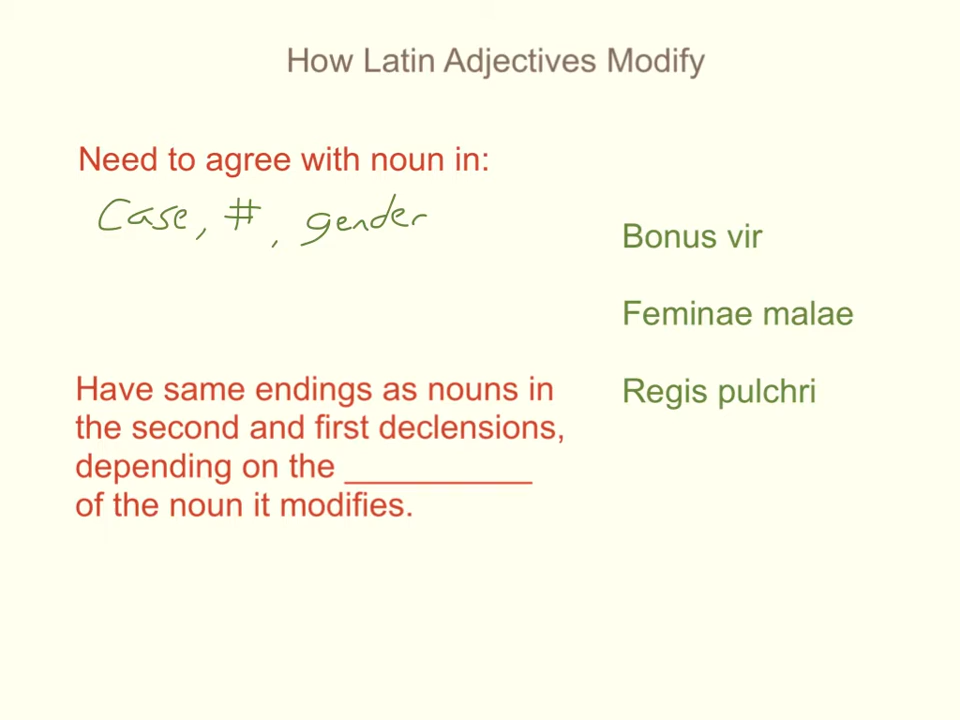 How Latin Adjectives Modify
Need to agree with noun in:
Case, #, gender
Have same endings as nouns in
the second and first declensions,
depending on the __________
of the noun it modifies.
Bonus vir
Feminae malae
Regis pulchri